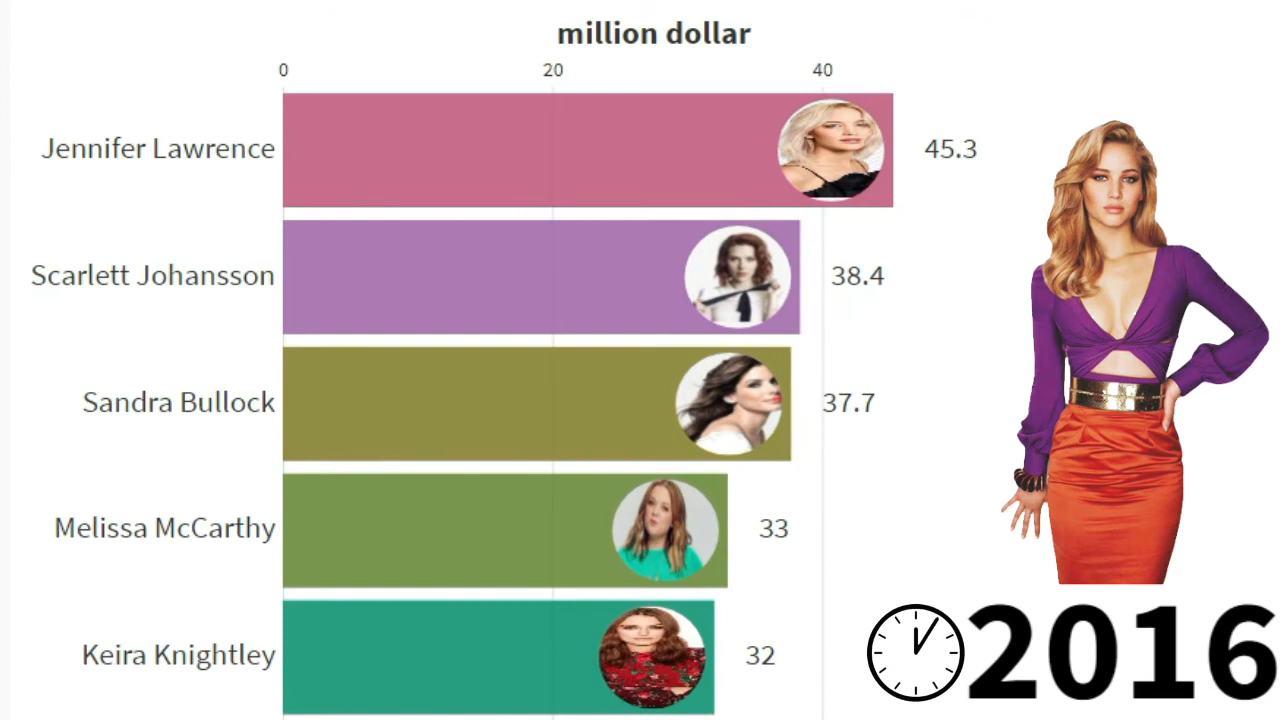 million dollar
0 20 40
Jennifer Lawrence 45.3
Scarlett Johansson 38.4
Sandra Bullock 37.7
Melissa McCarthy 33
Keira Knightley 32
2016